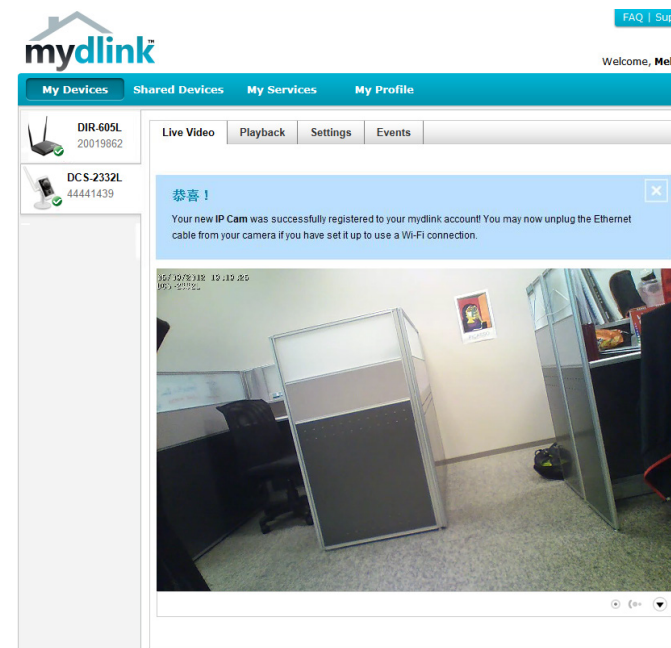 FAQ | Sup
mydlink™
Welcome, Mel
My Devices Shared Devices My Services My Profile
DIR-605L
20019862
DCS-2332L
44441439
Live Video Playback Settings Events
恭喜！
Your new IP Cam was successfully registered to your mydlink account! You may now unplug the Ethernet
cable from your camera if you have set it up to use a Wi-Fi connection.